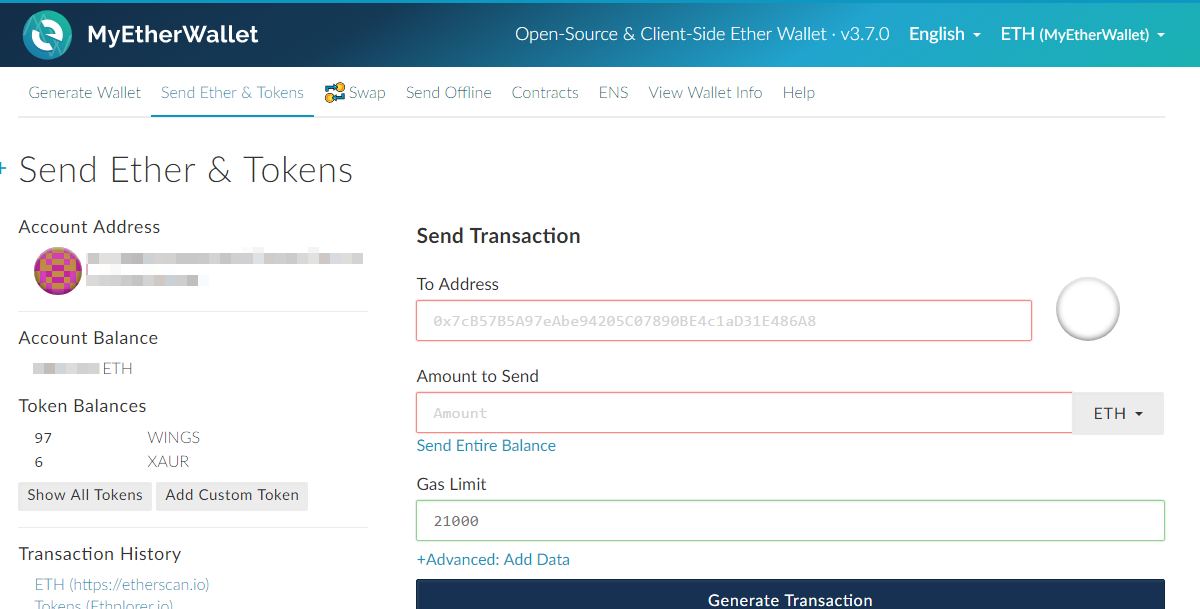 MyEtherWallet
Open-Source & Client-Side Ether Wallet · v3.7.0 English ETH (MyEtherWallet)
Generate Wallet Send Ether & Tokens Swap Send Offline Contracts ENS View Wallet Info Help
+ Send Ether & Tokens
Account Address
Account Balance
ETH
Token Balances
97 WINGS
6 XAUR
Show All Tokens Add Custom Token
Transaction History
ETH (https://etherscan.io)
Tokens (Ethplorer.io)
Send Transaction
To Address
0x7cB57B5A97eAbe94205C07890BE4c1aD31E486A8
Amount to Send
Amount ETH
Send Entire Balance
Gas Limit
21000
+Advanced: Add Data
Generate Transaction